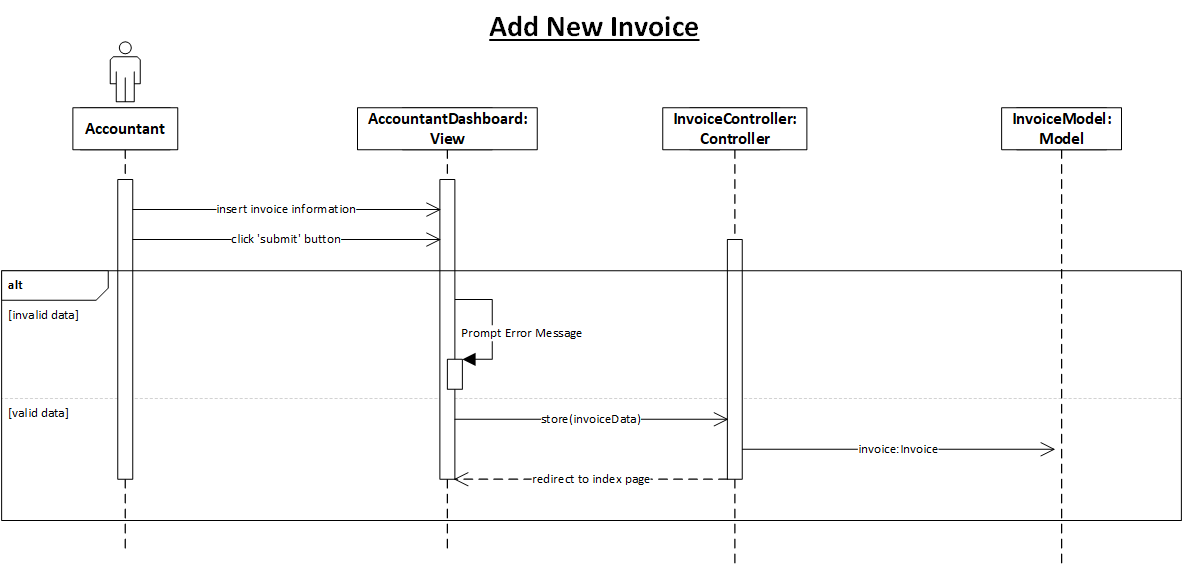 Add New Invoice
Accountant
AccountantDashboard:
View
InvoiceController:
Controller
InvoiceModel:
Model
insert invoice information
click 'submit' button
alt
[invalid data]
Prompt Error Message
[valid data]
store(invoiceData)
invoice:Invoice
redirect to index page